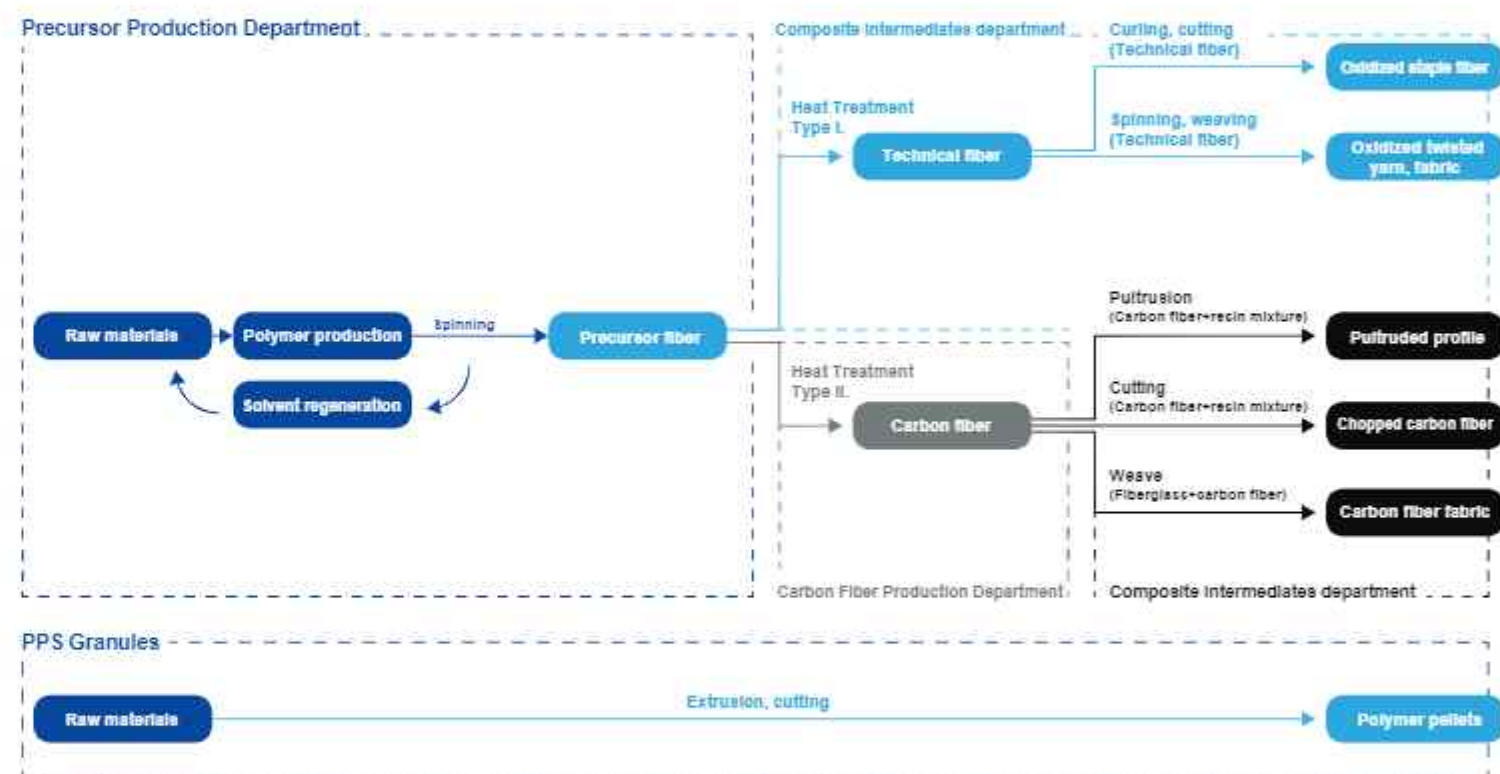 Precursor Production Department
Composite Intermediates department
Curling, cutting
(Technical fiber)
Oxidized staple fiber
Heat Treatment
Type I.
Technical fiber
Spinning, weaving
(Technical fiber)
Oxidized twisted
yarn, fabric
Raw materials
Polymer production
Spinning
Precursor fiber
Solvent regeneration
Heat Treatment
Type II.
Carbon fiber
Pultrusion
(Carbon fiber+resin mixture)
Pultruded profile
Cutting
(Carbon fiber+resin mixture)
Chopped carbon fiber
Weave
(Fiberglass+carbon fiber)
Carbon fiber fabric
Carbon Fiber Production Department
Composite Intermediates department
PPS Granules
Raw materials
Extrusion, cutting
Polymer pellets